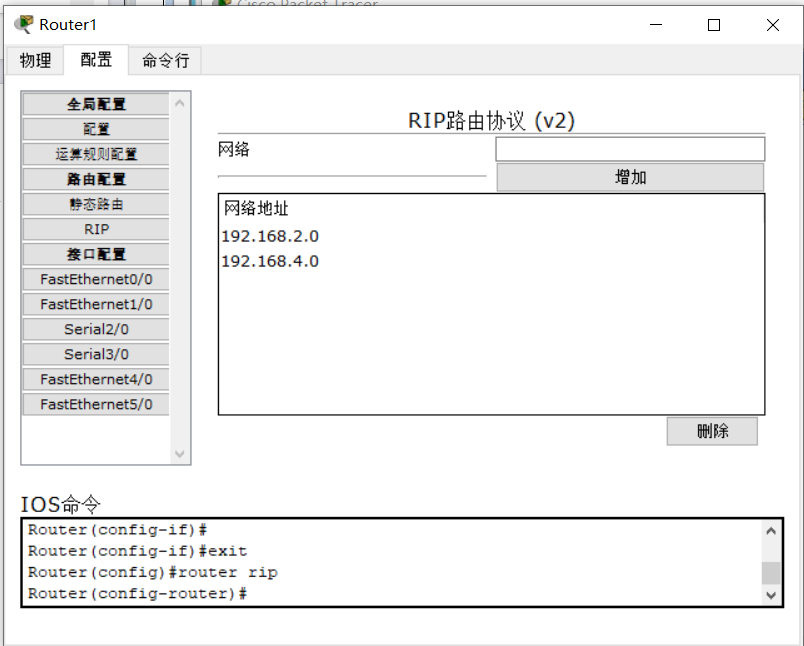 Cisco Packet Tracer
Router1
物理 配置 命令行
全局配置
配置
运算规则配置
路由配置
静态路由
RIP
接口配置
FastEthernet0/0
FastEthernet1/0
Serial2/0
Serial3/0
FastEthernet4/0
FastEthernet5/0
RIP路由协议 (v2)
网络
增加
网络地址
192.168.2.0
192.168.4.0
删除
IOS命令
Router(config-if)#
Router(config-if)#exit
Router(config)#router rip
Router(config-router)#